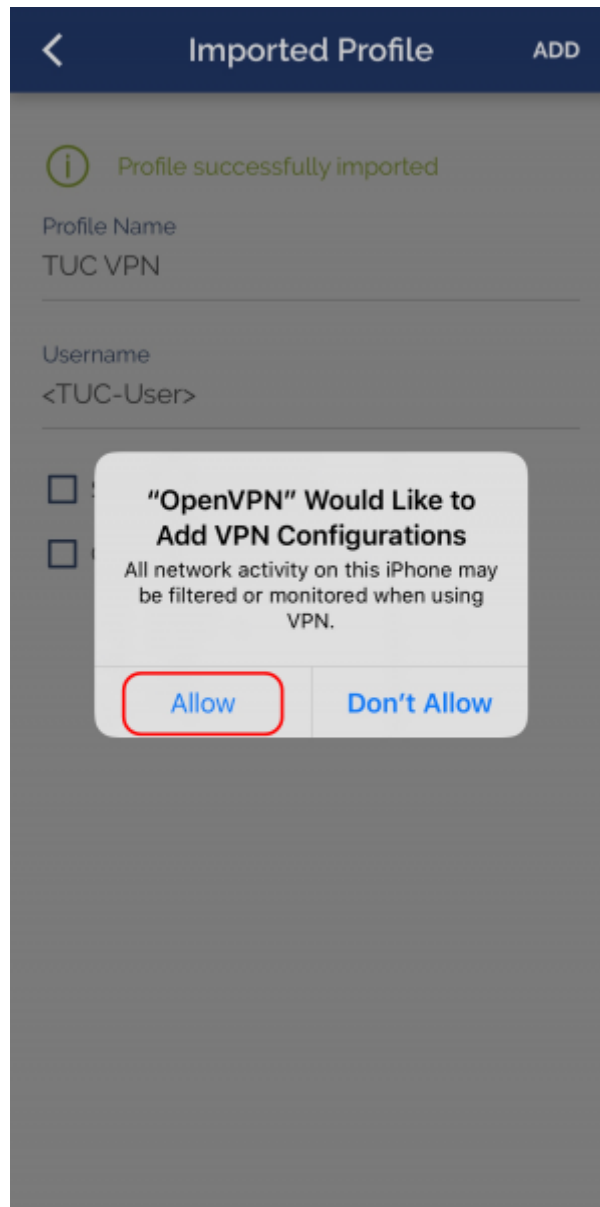 Imported Profile ADD
Profile successfully imported
Profile Name
TUC VPN
Username
<TUC-User>
“OpenVPN” Would Like to
Add VPN Configurations
All network activity on this iPhone may
be filtered or monitored when using
VPN.
Allow Don’t Allow